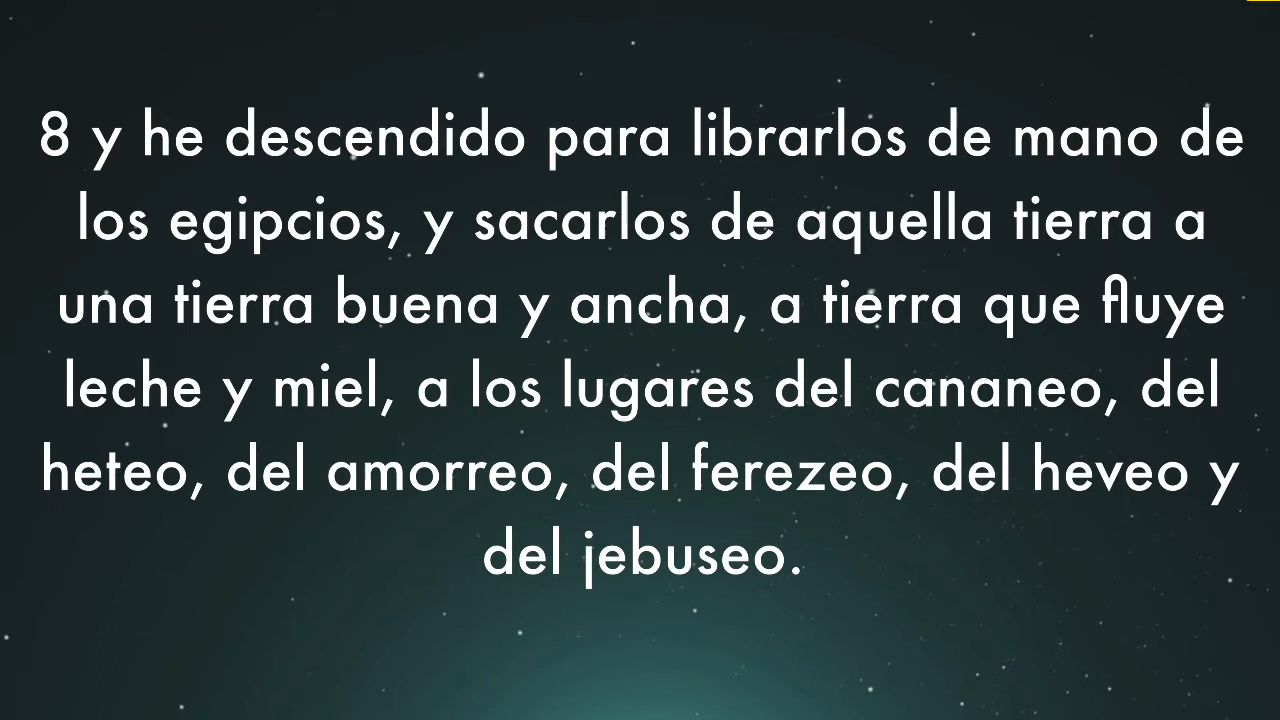 8 y he descendido para librarlos de mano de
los egipcios, y sacarlos de aquella tierra a
una tierra buena y ancha, a tierra que fluye
leche y miel, a los lugares del cananeo, del
heteo, del amorreo, del ferezeo, del heveo y
del jebuseo.